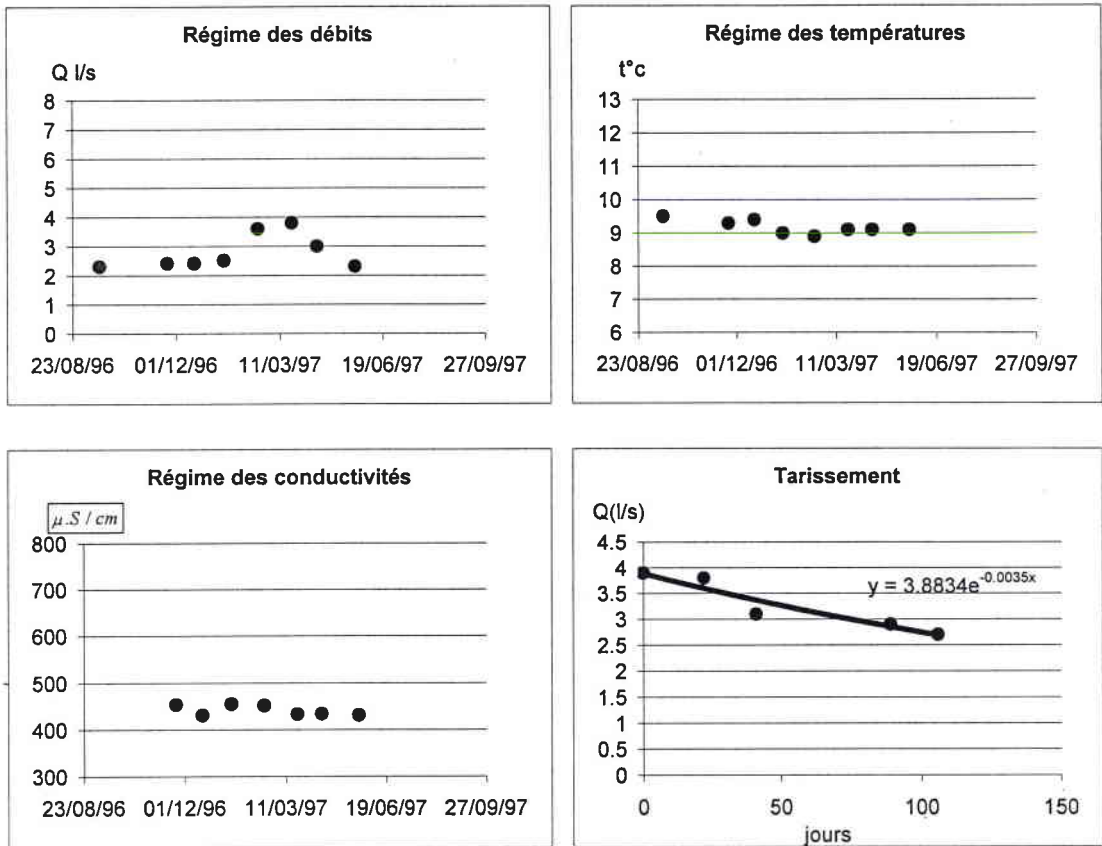 Régime des débits
Q l/s
8
7
6
5
4
3
2
1
0
23/08/96 01/12/96 11/03/97 19/06/97 27/09/97
Régime des températures
t°c
13
12
11
10
9
8
7
6
23/08/96 01/12/96 11/03/97 19/06/97 27/09/97
Régime des conductivités
µ.S / cm
800
700
600
500
400
300
23/08/96 01/12/96 11/03/97 19/06/97 27/09/97
Tarissement
Q(l/s)
4.5
4
3.5
3
2.5
2
1.5
1
0.5
0
y = 3.8834e^-0.0035x
0 50 100 150
jours